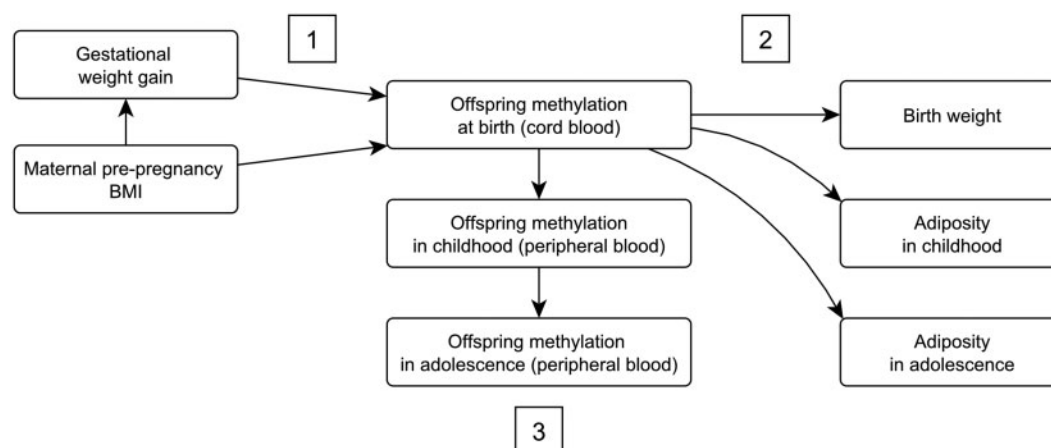 1
2
Gestational
weight gain
Maternal pre-pregnancy
BMI
Offspring methylation
at birth (cord blood)
Offspring methylation
in childhood (peripheral blood)
Offspring methylation
in adolescence (peripheral blood)
3
Birth weight
Adiposity
in childhood
Adiposity
in adolescence